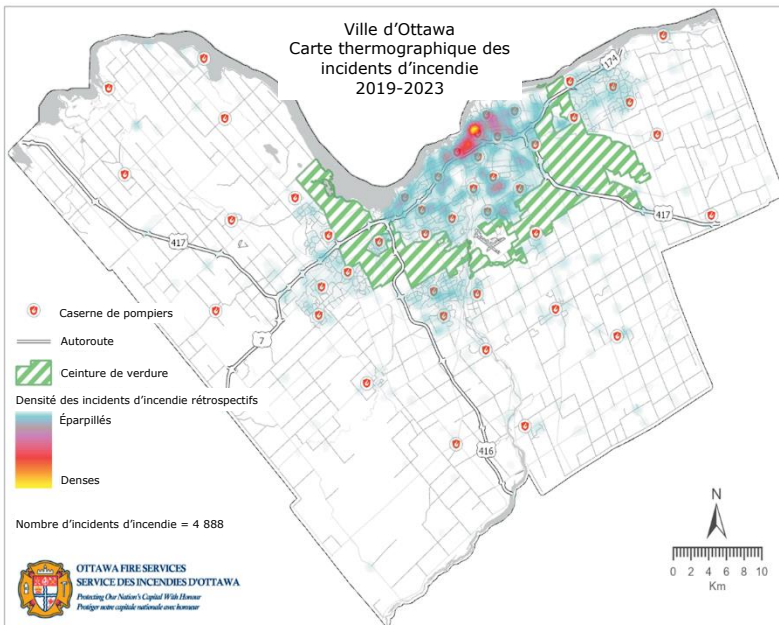 Ville d’Ottawa
Carte thermographique des
incidents d’incendie
2019-2023
174
417
417
7
416
Caserne de pompiers
Autoroute
Ceinture de verdure
Densité des incidents d’incendie rétrospectifs
Éparpillés
Denses
Nombre d’incidents d’incendie = 4 888
N
0 2 4 6 8 10
Km
OTTAWA FIRE SERVICES
SERVICE DES INCENDIES D’OTTAWA
Protecting Our Nation’s Capital With Honour
Protéger notre capitale nationale avec honneur